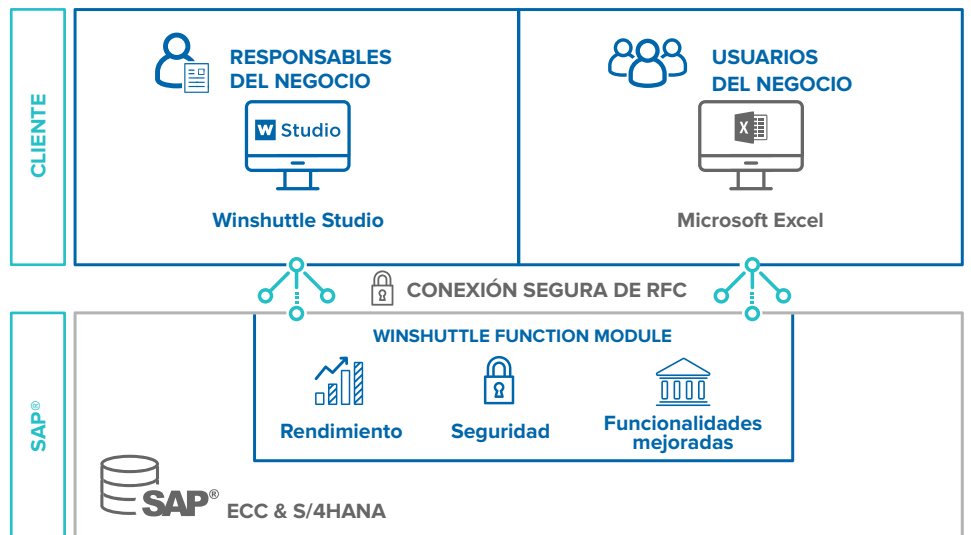 CLIENTE
RESPONSABLES
DEL NEGOCIO
W Studio
Winshuttle Studio
USUARIOS
DEL NEGOCIO
X
Microsoft Excel
CONEXIÓN SEGURA DE RFC
SAP®
WINSHUTTLE FUNCTION MODULE
Rendimiento
Seguridad
Funcionalidades
mejoradas
SAP® ECC & S/4HANA